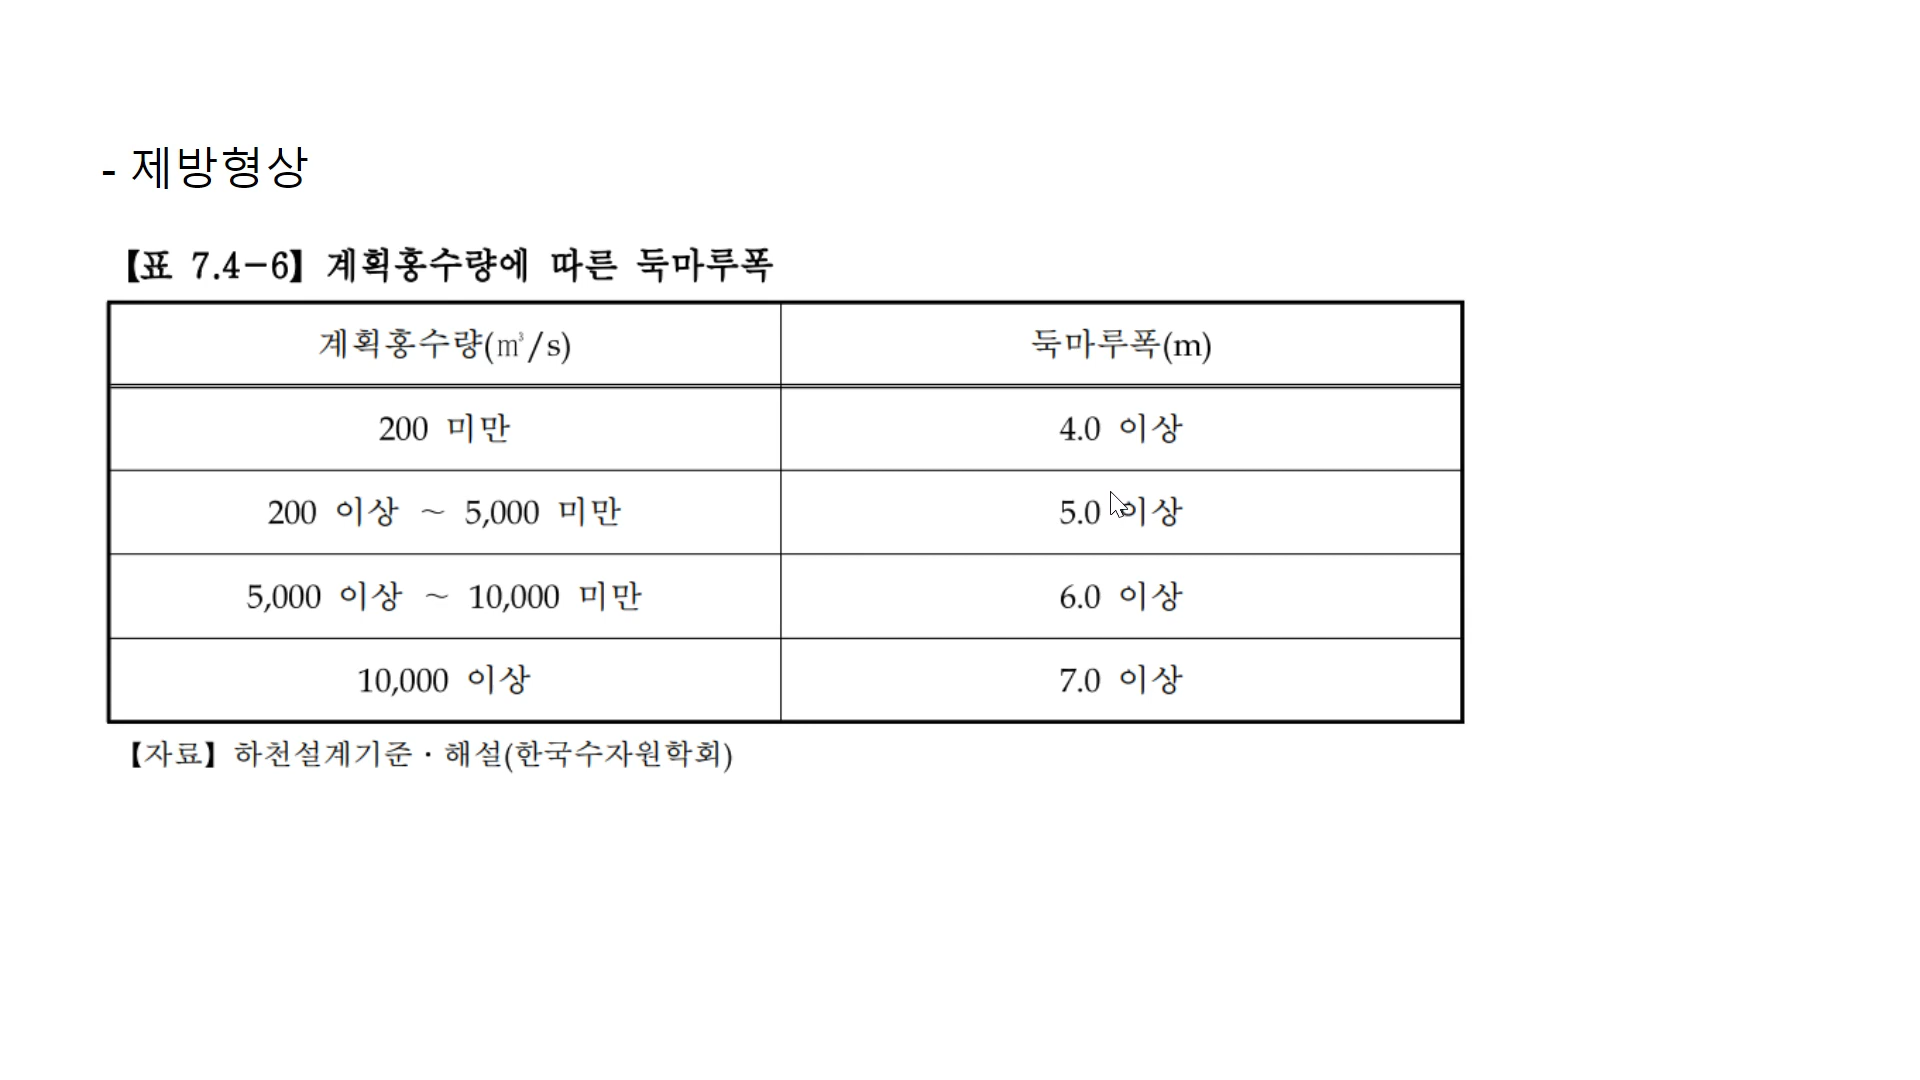 - 제방형상
【표 7.4-6】 계획홍수량에 따른 둑마루폭
계획홍수량(㎥/s) 둑마루폭(m)
200 미만 4.0 이상
200 이상 ~ 5,000 미만 5.0 이상
5,000 이상 ~ 10,000 미만 6.0 이상
10,000 이상 7.0 이상
【자료】 하천설계기준·해설(한국수자원학회)